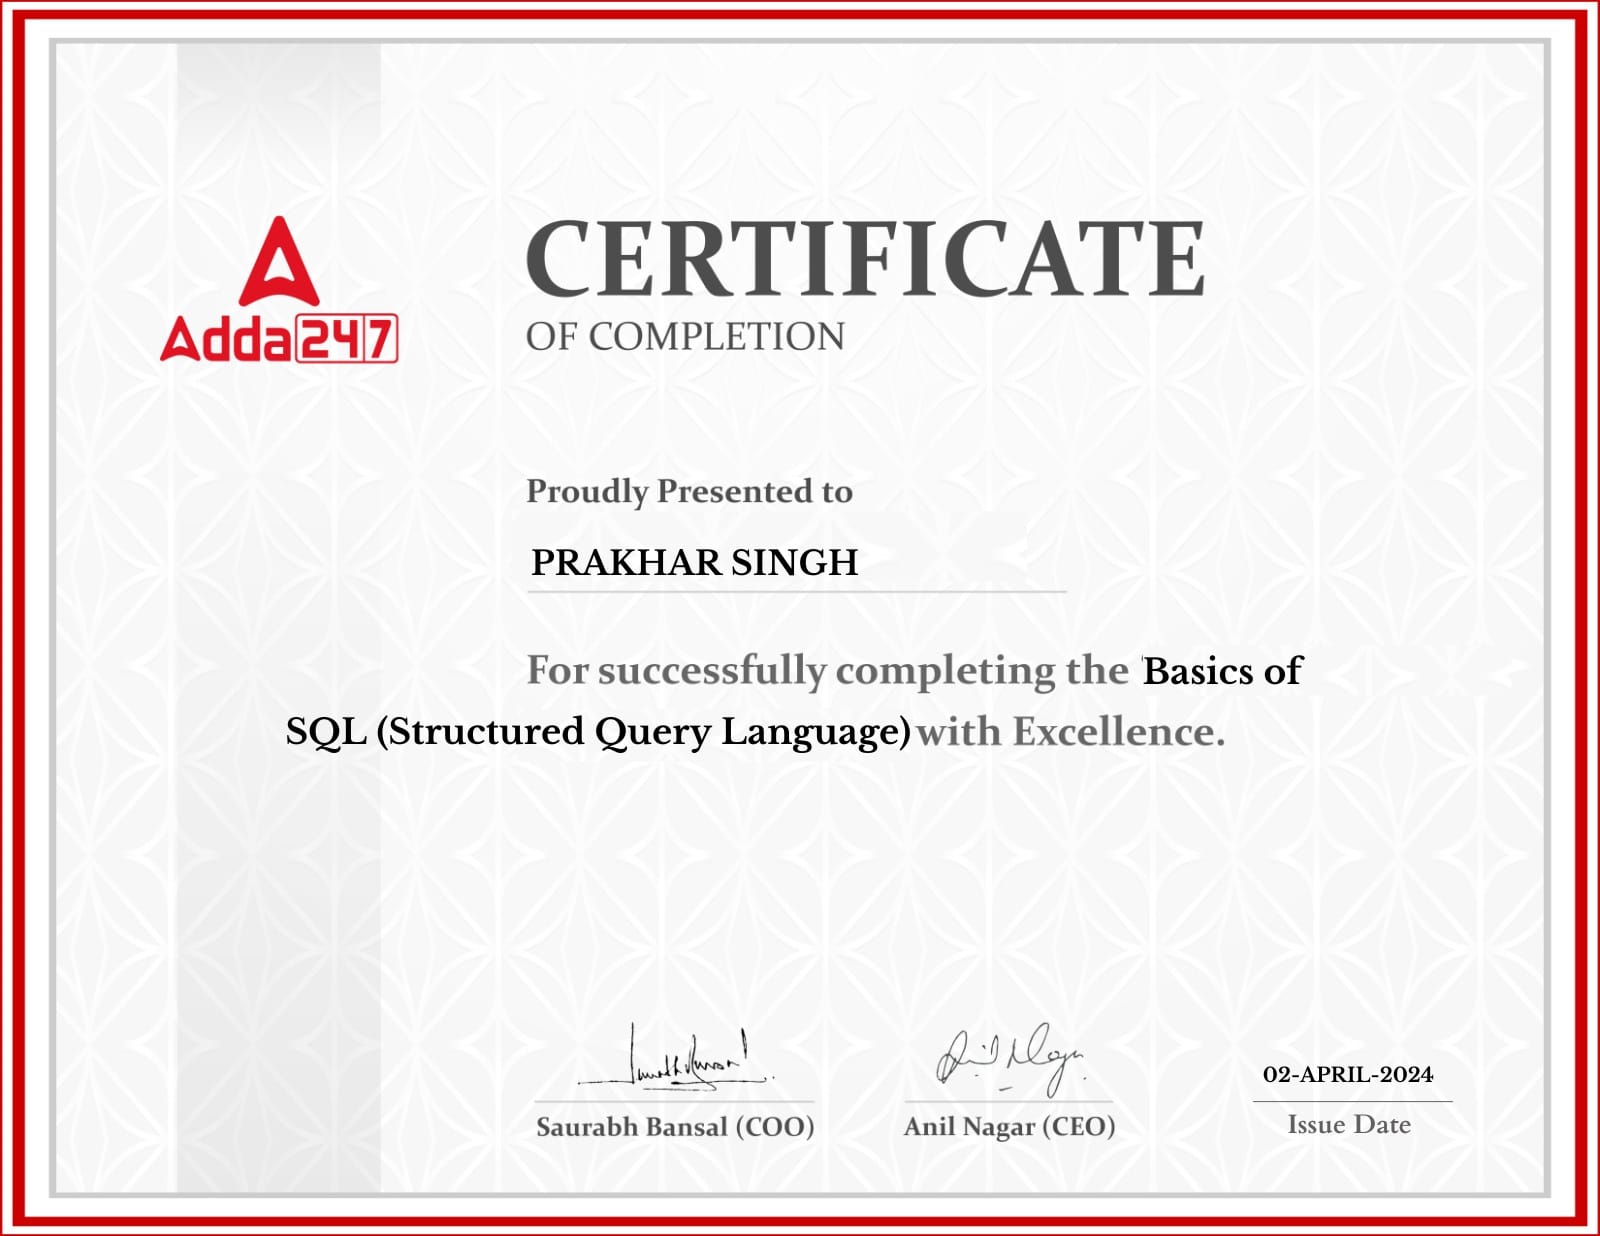 Adda247
CERTIFICATE
OF COMPLETION
Proudly Presented to
PRAKHAR SINGH
For successfully completing the 'Basics of
SQL (Structured Query Language) with Excellence.
Saurabh Bansal (COO)
Anil Nagar (CEO)
02-APRIL-2024
Issue Date